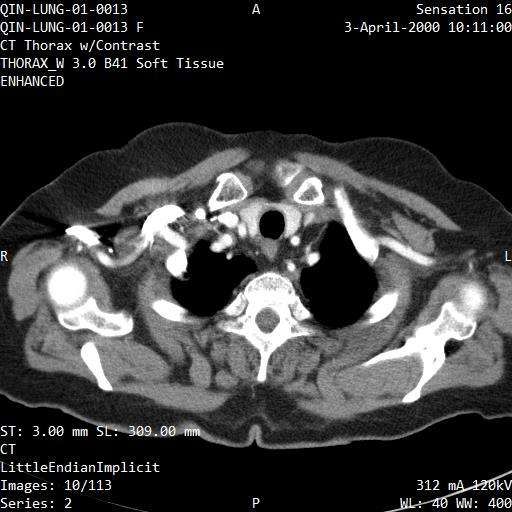 QIN-LUNG-01-0013
A
Sensation 16
QIN-LUNG-01-0013 F
3-April-2000 10:11:00
CT Thorax w/Contrast
THORAX_W 3.0 B41 Soft Tissue
ENHANCED
R
L
ST: 3.00 mm SL: 309.00 mm
CT
LittleEndianImplicit
Images: 10/113
312 mA 120kV
Series: 2
P
WL: 40 WW: 400